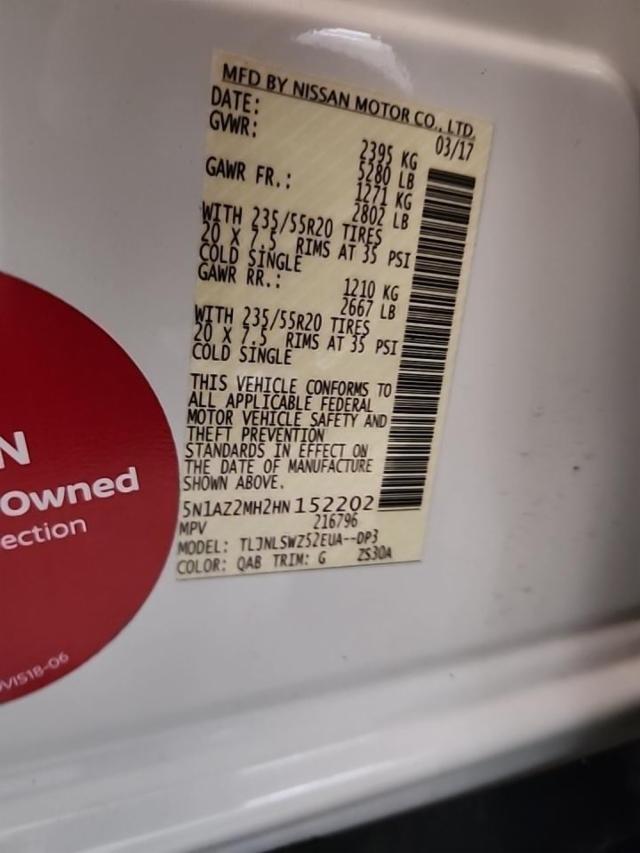 MFD BY NISSAN MOTOR CO., LTD.
DATE: 03/17
GVWR: 2395 KG
5280 LB
GAWR FR.: 1271 KG
2802 LB
WITH 235/55R20 TIRES
20 X 7.5 RIMS AT 35 PSI
COLD SINGLE
GAWR RR.: 1210 KG
2667 LB
WITH 235/55R20 TIRES
20 X 7.5 RIMS AT 35 PSI
COLD SINGLE
THIS VEHICLE CONFORMS TO
ALL APPLICABLE FEDERAL
MOTOR VEHICLE SAFETY AND
THEFT PREVENTION
STANDARDS IN EFFECT ON
THE DATE OF MANUFACTURE
SHOWN ABOVE.
5N1AZ2MH2HN 152202
MPV 216796
MODEL: TLJNLSWZ52EUA--DP3
COLOR: QAB TRIM: G ZS30A
N
Owned
ection
VIS18-06